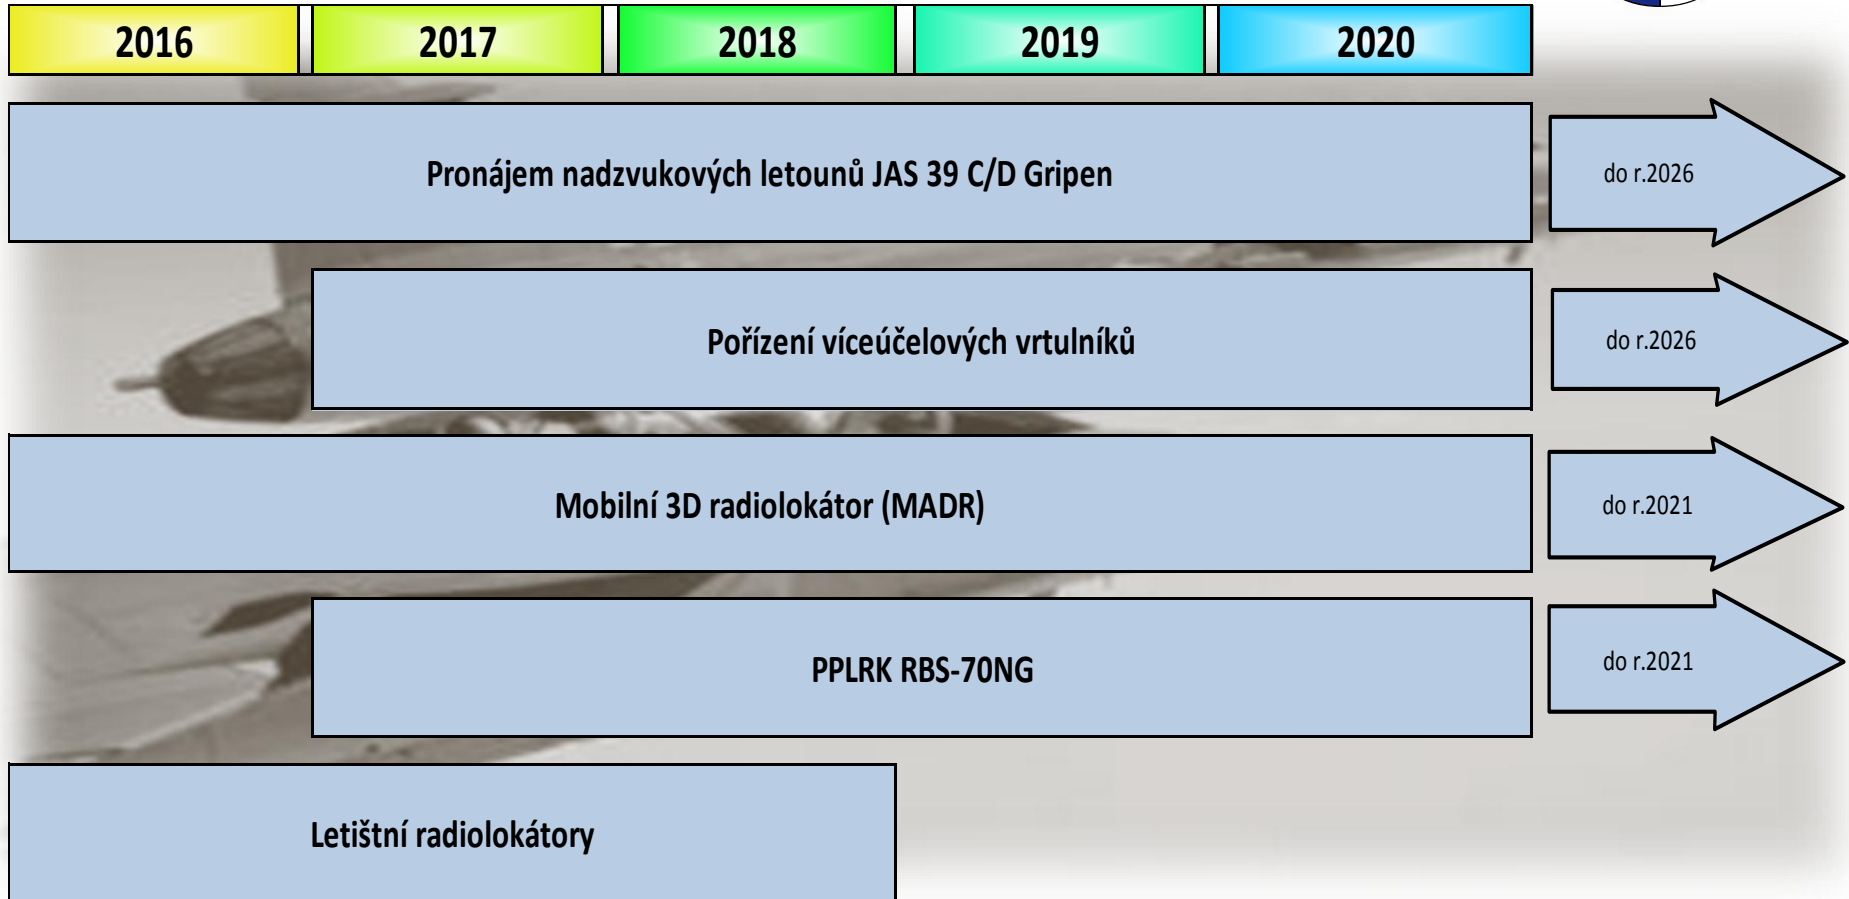 2016 2017 2018 2019 2020
Pronájem nadzvukových letounů JAS 39 C/D Gripen
do r.2026
Pořízení víceúčelových vrtulníků
do r.2026
Mobilní 3D radiolokátor (MADR)
do r.2021
PPLRK RBS-70NG
do r.2021
Letištní radiolokátory